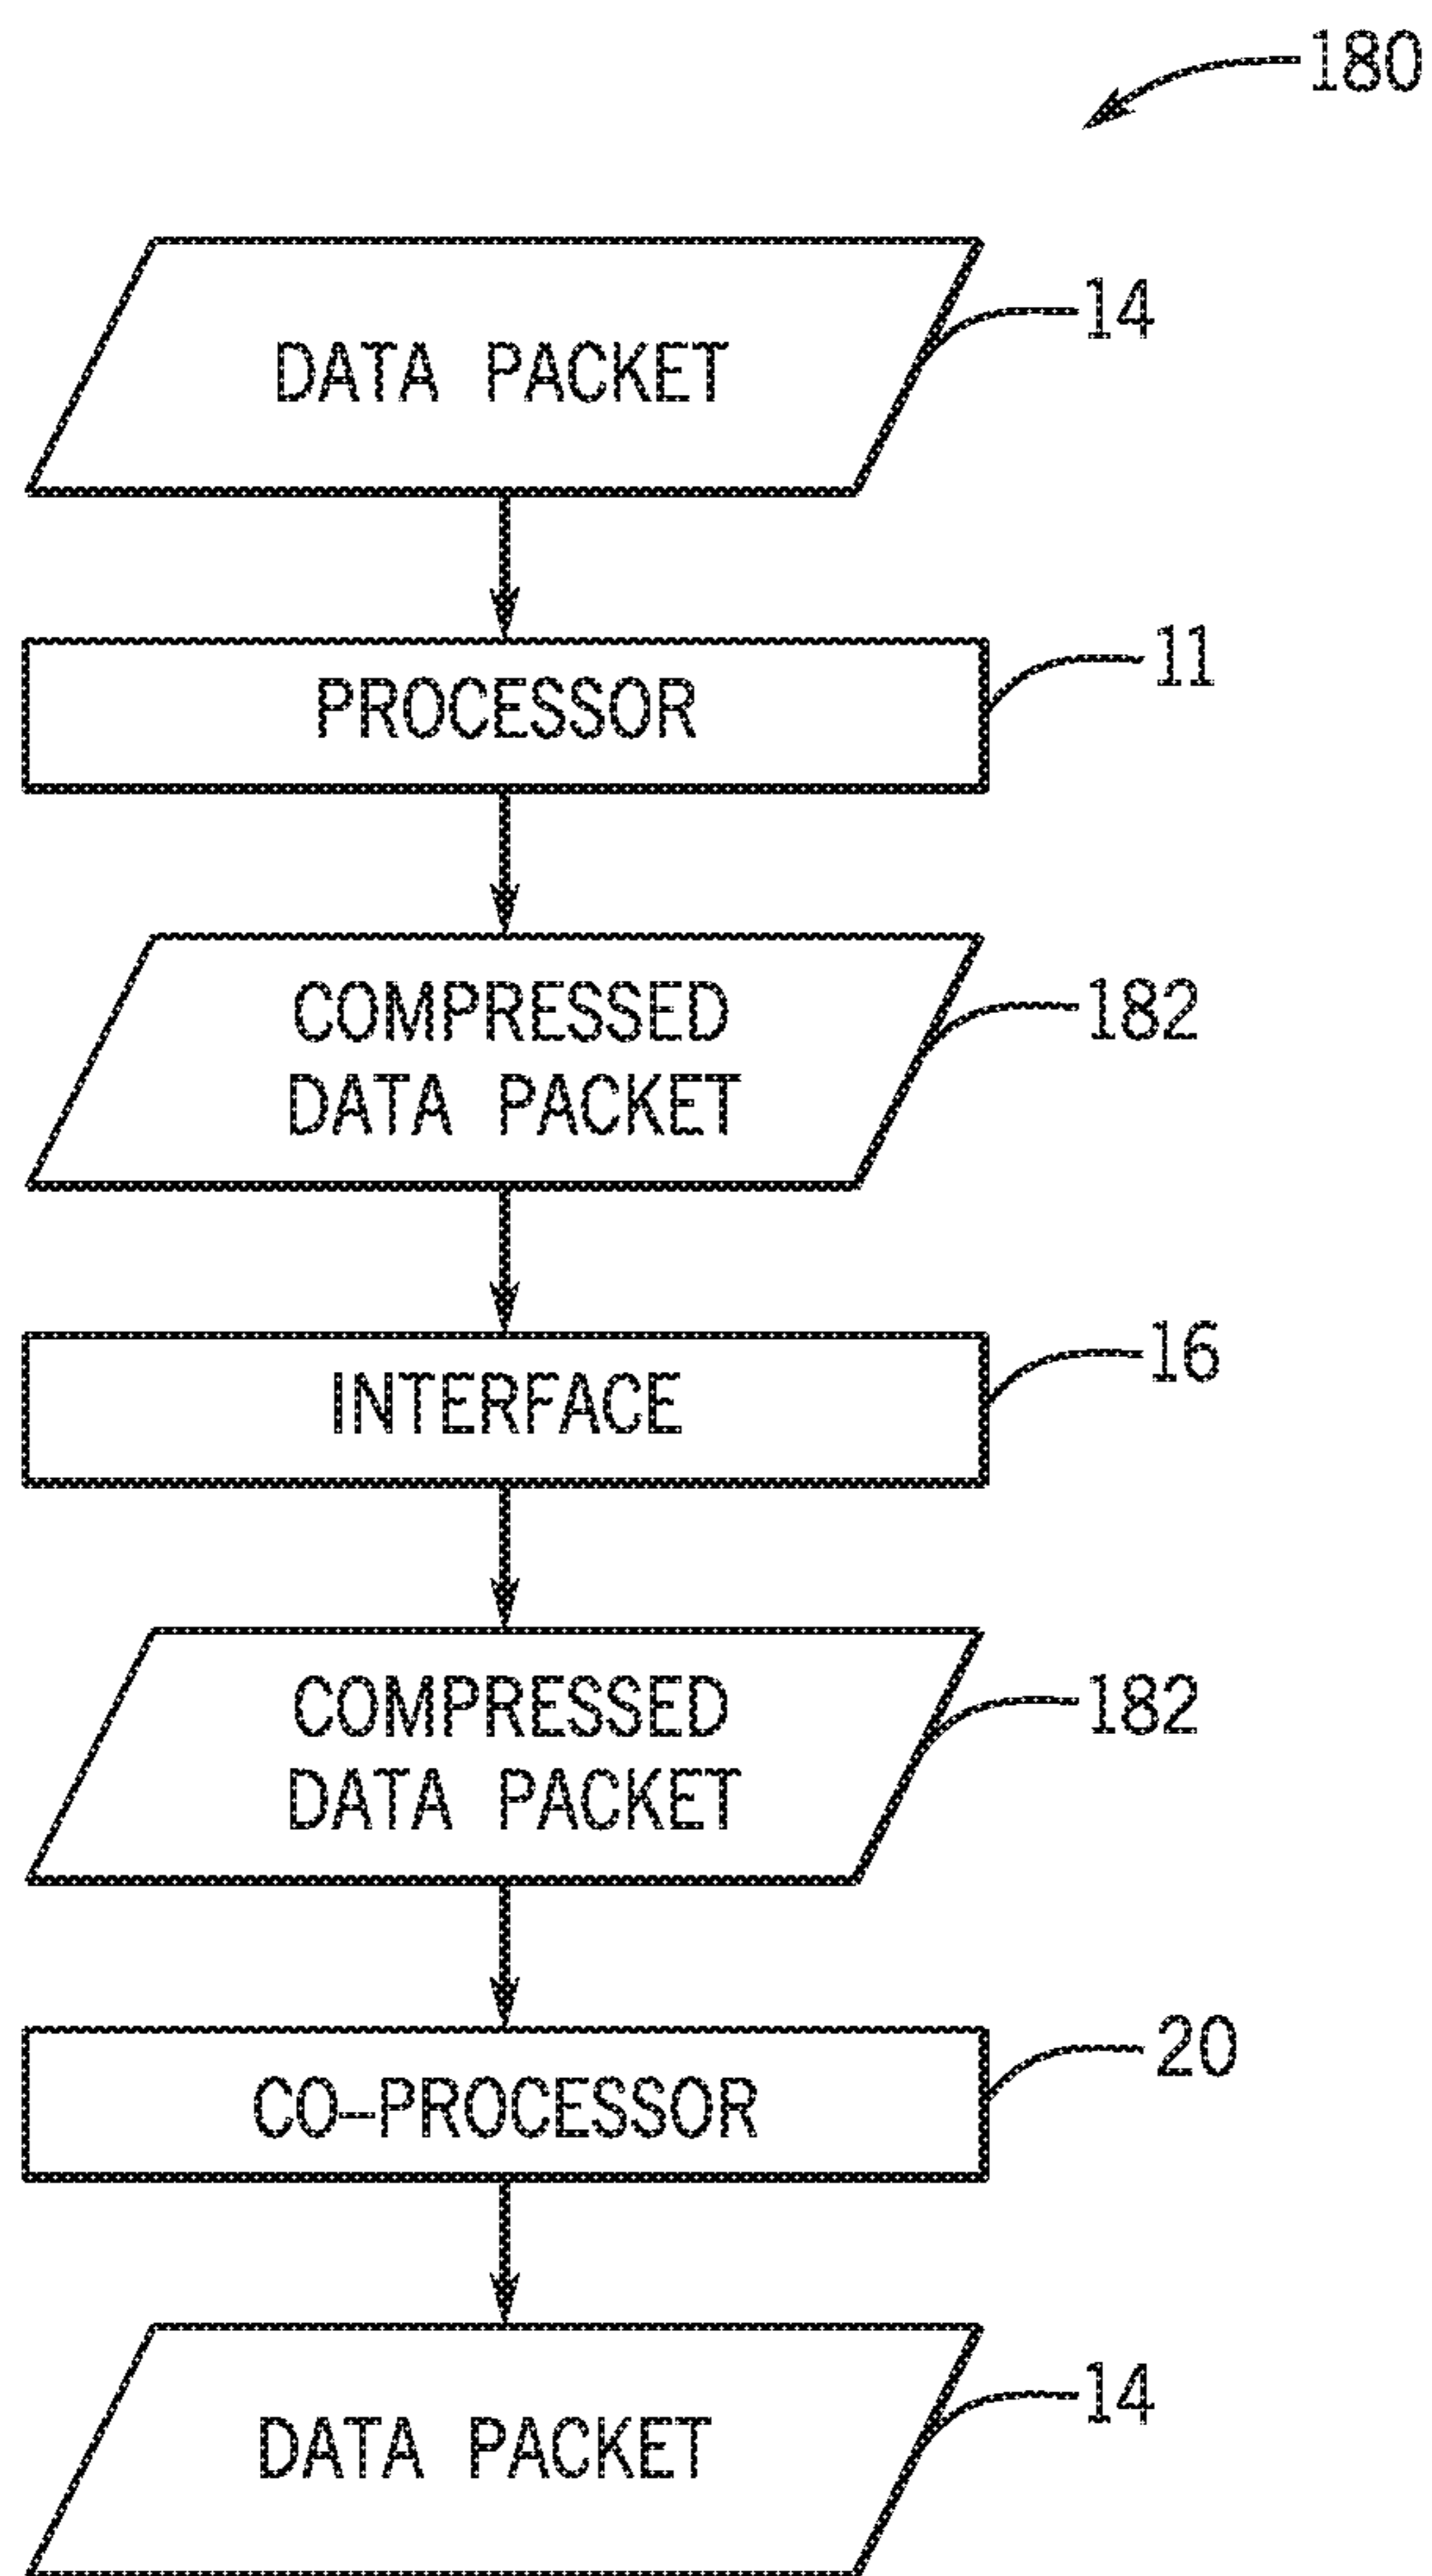 180
DATA PACKET
14
PROCESSOR
11
COMPRESSED
DATA PACKET
182
INTERFACE
16
COMPRESSED
DATA PACKET
182
CO-PROCESSOR
20
DATA PACKET
14